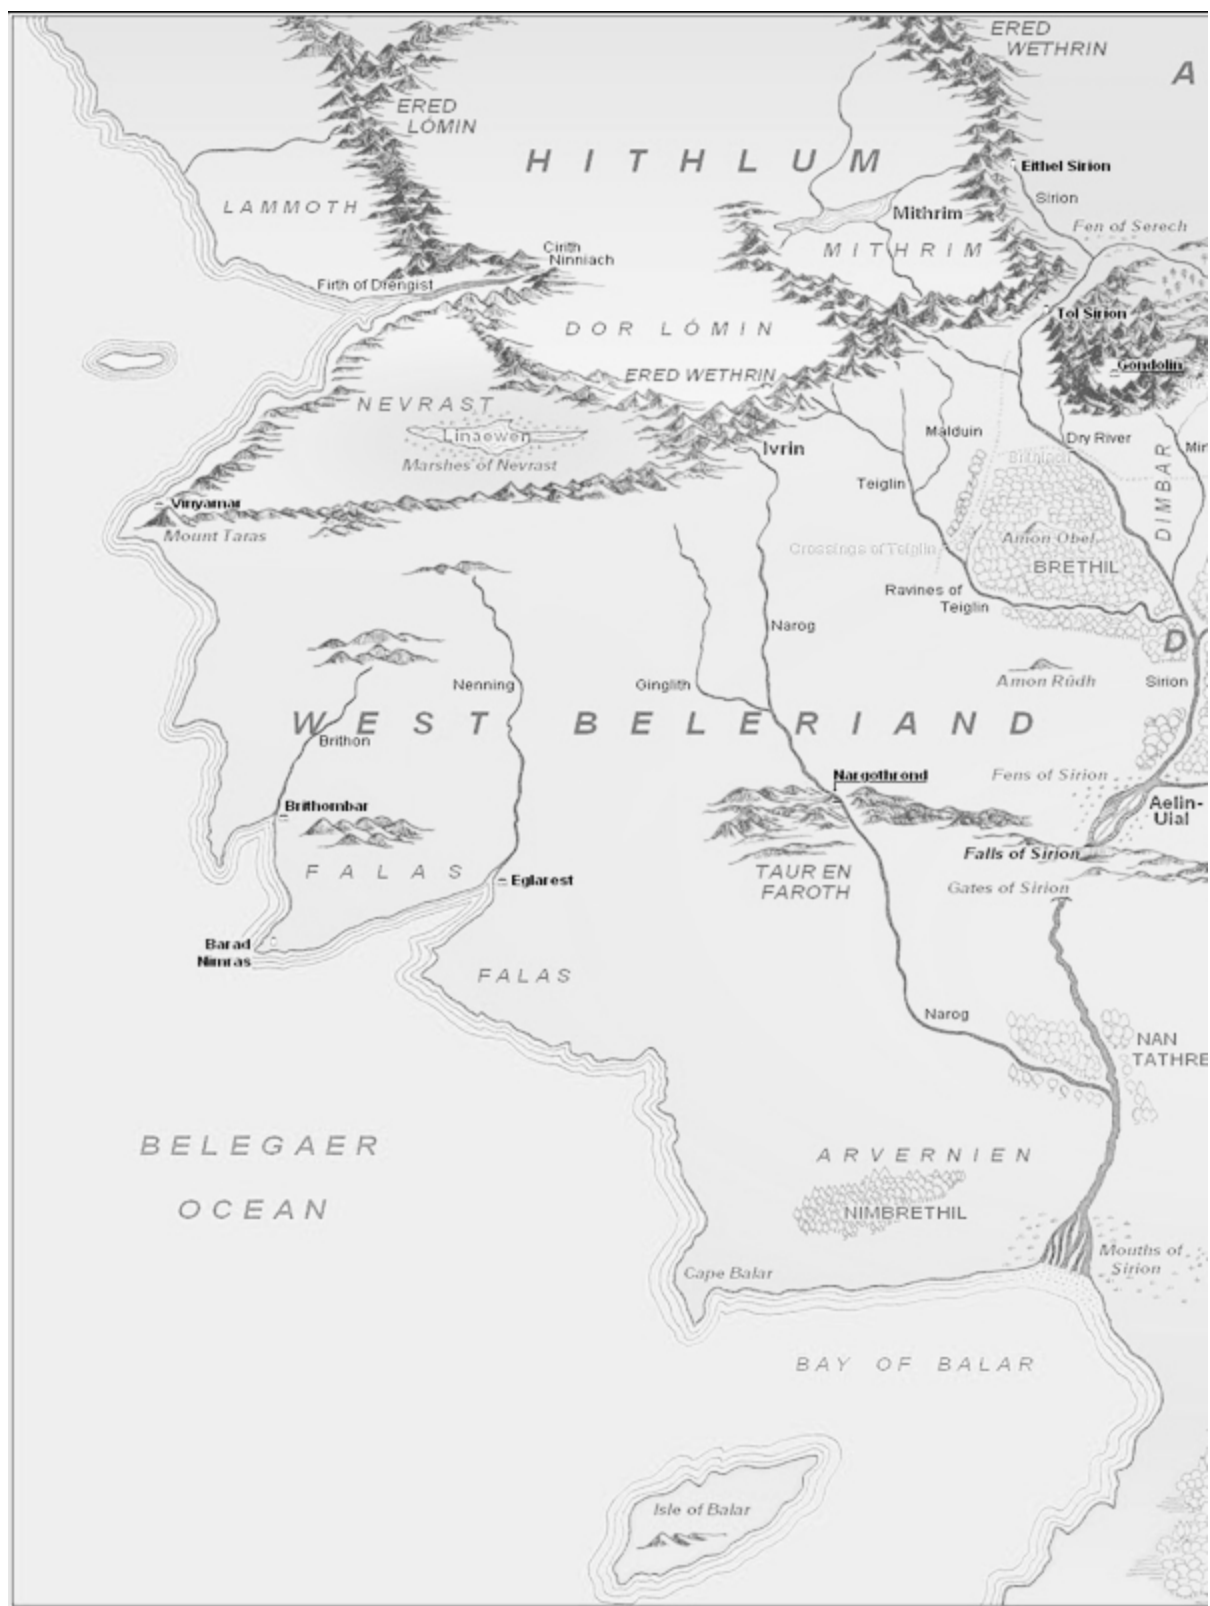 ERED
WETHRIN
A
ERED
LÓMIN
HITHLUM
Eithel Sirion
Sirion
LAMMOTH
Mithrim
Fen of Serech
MITHRIM
Cirith
Ninniach
Firth of Drengist
Tol Sirion
DOR LÓMIN
Gondolin
ERED WETHRIN
NEVRAST
Linaewen
Malduin
Dry River
Ivrin
Brithiach
Min
Marshes of Nevrast
Teiglin
DIMBAR
Vinyamar
Mount Taras
Amon Obel
Crossings of Teiglin
BRETHIL
Ravines of
Teiglin
Narog
D
Nenning
Ginglith
Amon Rûdh
Sirion
WEST BELERIAND
Brithon
Nargothrond
Fens of Sirion
Brithombar
Aelin-
Uial
Falls of Sirion
FALAS
TAUR EN
FAROTH
Eglarest
Gates of Sirion
Barad
Nimras
FALAS
Narog
NAN
TATHRE
BELEGAER
OCEAN
ARVERNIEN
NIMBRETHIL
Mouths of
Sirion
Cape Balar
BAY OF BALAR
Isle of Balar